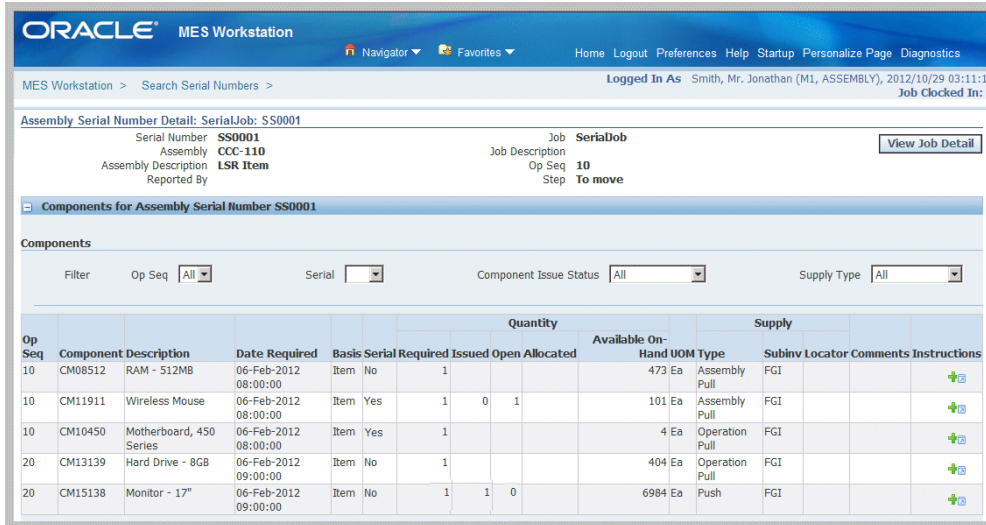 ORACLE® MES Workstation
Navigator Favorites Home Logout Preferences Help Startup Personalize Page Diagnostics
MES Workstation > Search Serial Numbers > Logged In As Smith, Mr. Jonathan (M1, ASSEMBLY), 2012/10/29 03:11:1
Job Clocked In:
Assembly Serial Number Detail: SerialJob: SS0001
Serial Number SS0001 Job SerialJob View Job Detail
Assembly CCC-110 Job Description
Assembly Description LSR Item Op Seq 10
Reported By Step To move
Components for Assembly Serial Number SS0001
Components
Filter Op Seq All Serial Component Issue Status All Supply Type All
Quantity Supply
Op Available On-
Seq Component Description Date Required Basis Serial Required Issued Open Allocated Hand UOM Type Subinv Locator Comments Instructions
10 CM08512 RAM - 512MB 06-Feb-2012 Item No 1 473 Ea Assembly FGI
08:00:00 Pull
10 CM11911 Wireless Mouse 06-Feb-2012 Item Yes 1 0 1 101 Ea Assembly FGI
08:00:00 Pull
10 CM10450 Motherboard, 450 06-Feb-2012 Item Yes 1 4 Ea Operation FGI
Series 08:00:00 Pull
20 CM13139 Hard Drive - 8GB 06-Feb-2012 Item No 1 404 Ea Operation FGI
09:00:00 Pull
20 CM15138 Monitor - 17" 06-Feb-2012 Item No 1 1 0 6984 Ea Push FGI
09:00:00